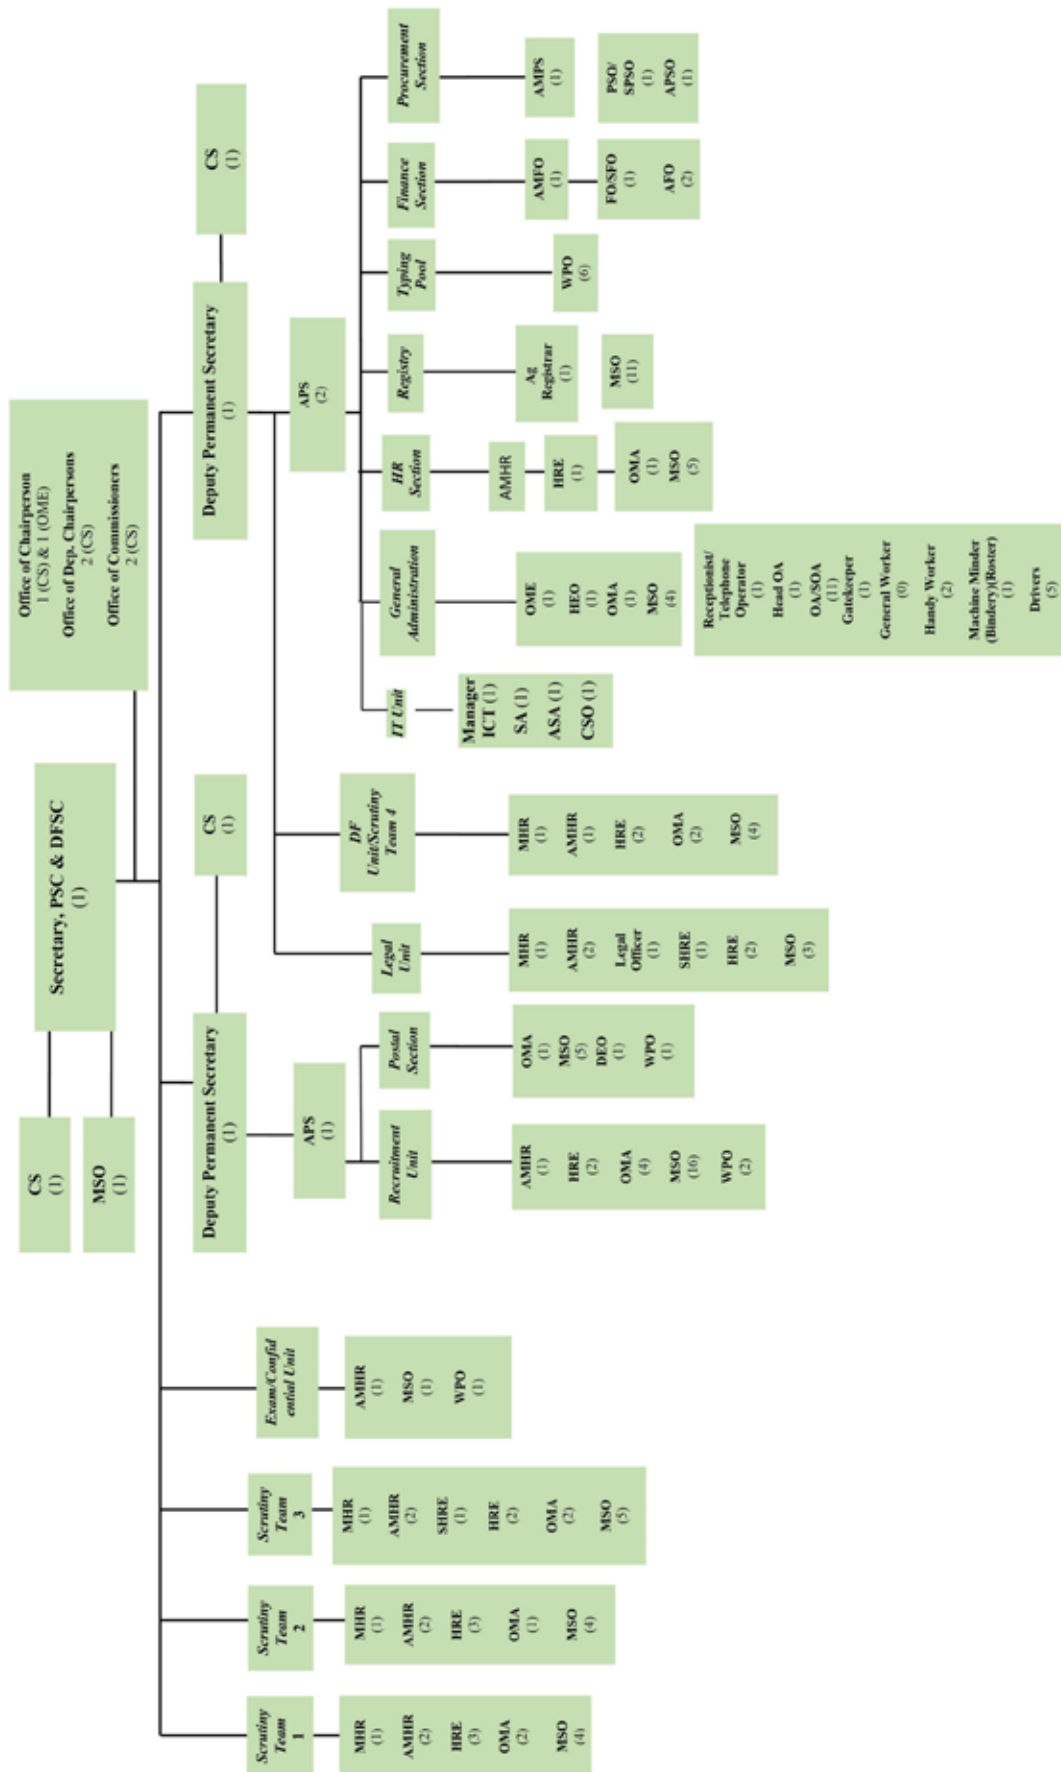 Office of Chairperson
1 (CS) & 1 (OME)
Office of Dep. Chairpersons
2 (CS)
Office of Commissioners
2 (CS)
Secretary, PSC & DFSC
(1)
CS
(1)
MSO
(1)
Deputy Permanent Secretary
(1)
CS
(1)
Deputy Permanent Secretary
(1)
CS
(1)
Scrutiny
Team
1
MHR
(1)
AMHR
(2)
HRE
(3)
OMA
(2)
MSO
(4)
Scrutiny
Team
2
MHR
(1)
AMHR
(2)
HRE
(3)
OMA
(1)
MSO
(4)
Scrutiny
Team
3
MHR
(1)
AMHR
(2)
SHRE
(1)
HRE
(2)
OMA
(2)
MSO
(5)
Exam/Confid
ential Unit
AMHR
(1)
MSO
(1)
WPO
(1)
APS
(1)
Recruitment
Unit
AMHR
(1)
HRE
(2)
OMA
(4)
MSO
(16)
WPO
(2)
Postal
Section
OMA
(1)
MSO
(5)
DEO
(1)
WPO
(1)
Legal
Unit
MHR
(1)
AMHR
(2)
Legal
Officer
(1)
SHRE
(1)
HRE
(2)
MSO
(3)
DF
Unit/Scrutiny
Team 4
MHR
(1)
AMHR
(1)
HRE
(2)
OMA
(2)
MSO
(4)
APS
(2)
IT Unit
Manager
ICT (1)
SA (1)
ASA (1)
CSO (1)
General
Administration
OME
(1)
HEO
(1)
OMA
(1)
MSO
(4)
Receptionist/
Telephone
Operator
(1)
Head OA
(1)
OA/SOA
(11)
Gatekeeper
(1)
General Worker
(0)
Handy Worker
(2)
Machine Minder
(Bindery)(Roster)
(1)
Drivers
(5)
HR
Section
AMHR
HRE
(1)
OMA
(1)
MSO
(5)
Registry
Ag
Registrar
(1)
MSO
(11)
Typing
Pool
WPO
(6)
Finance
Section
AMFO
(1)
FO/SFO
(1)
AFO
(2)
Procurement
Section
AMPS
(1)
PSO/
SPSO
(1)
APSO
(1)